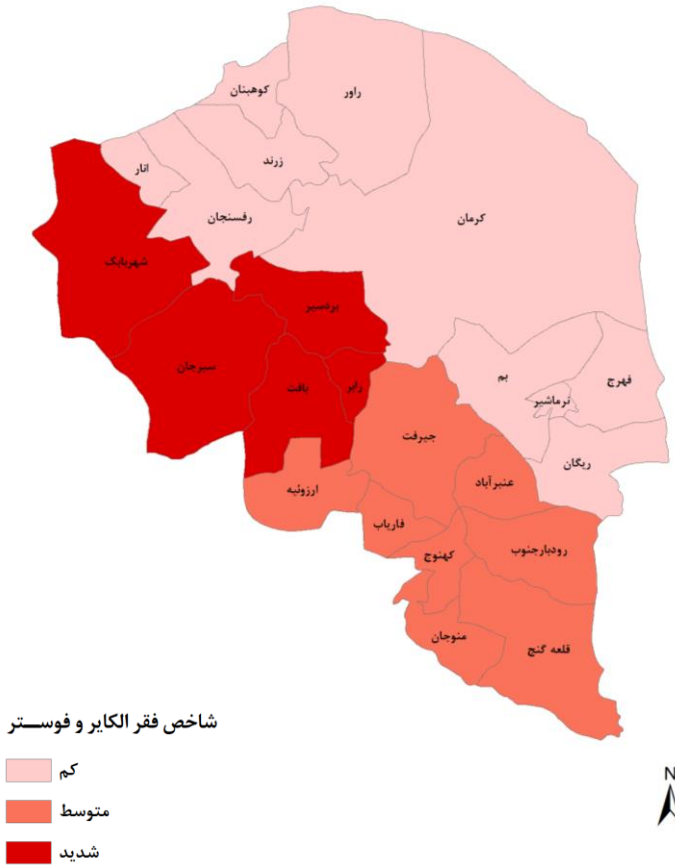 کوهبنان
راور
زرند
انار
رفسنجان
کرمان
شهربابک
بردسیر
سیرجان
بافت
رابر
بم
فهرج
نرماشیر
ریگان
جیرفت
عنبرآباد
ارزوئیه
فاریاب
کهنوج
رودبارجنوب
منوجان
قلعه گنج
شاخص فقر الکایر و فوستر
کم
متوسط
شدید
N